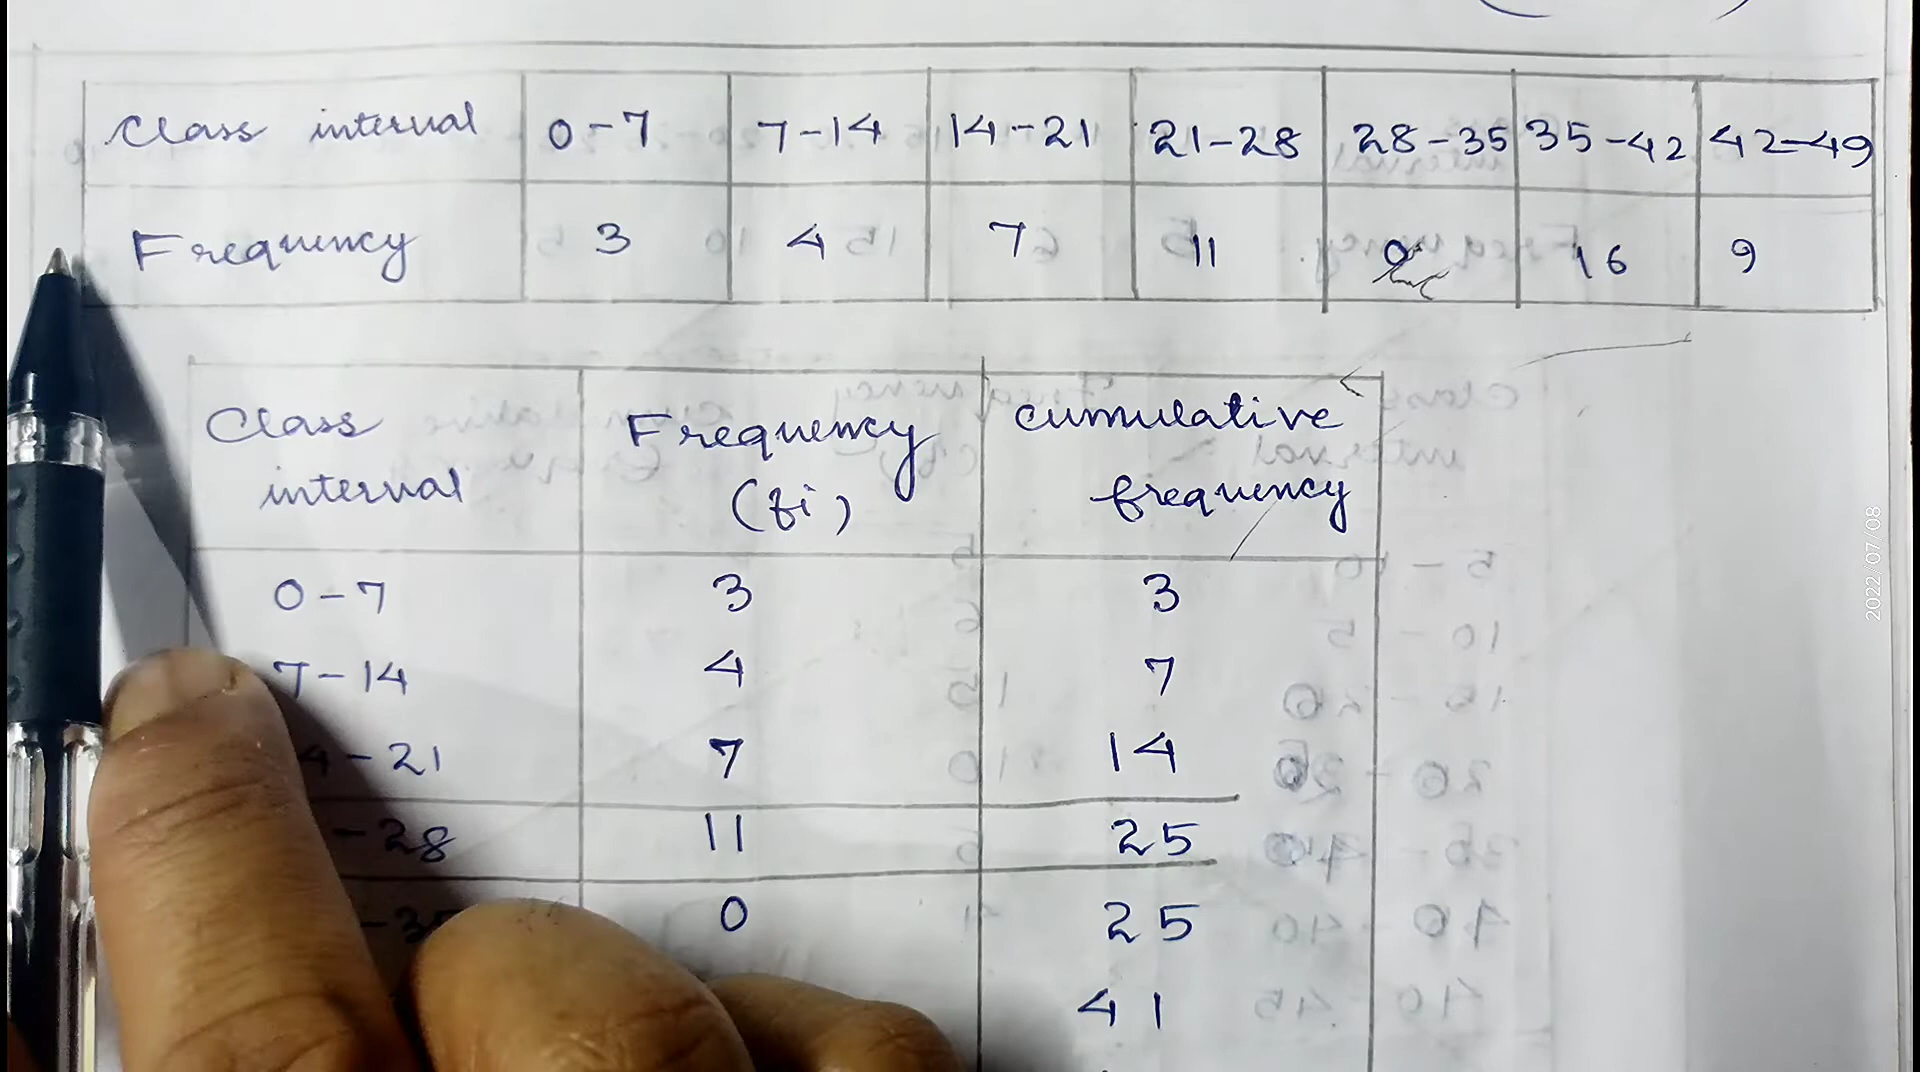 Class interval 0-7 7-14 14-21 21-28 28-35 35-42 42-49
Frequency 3 4 7 11 0 16 9
Class interval Frequency (fi) cumulative frequency
0-7 3 3
7-14 4 7
4-21 7 14
-28 11 25
-35 0 25
41
2022/07/08